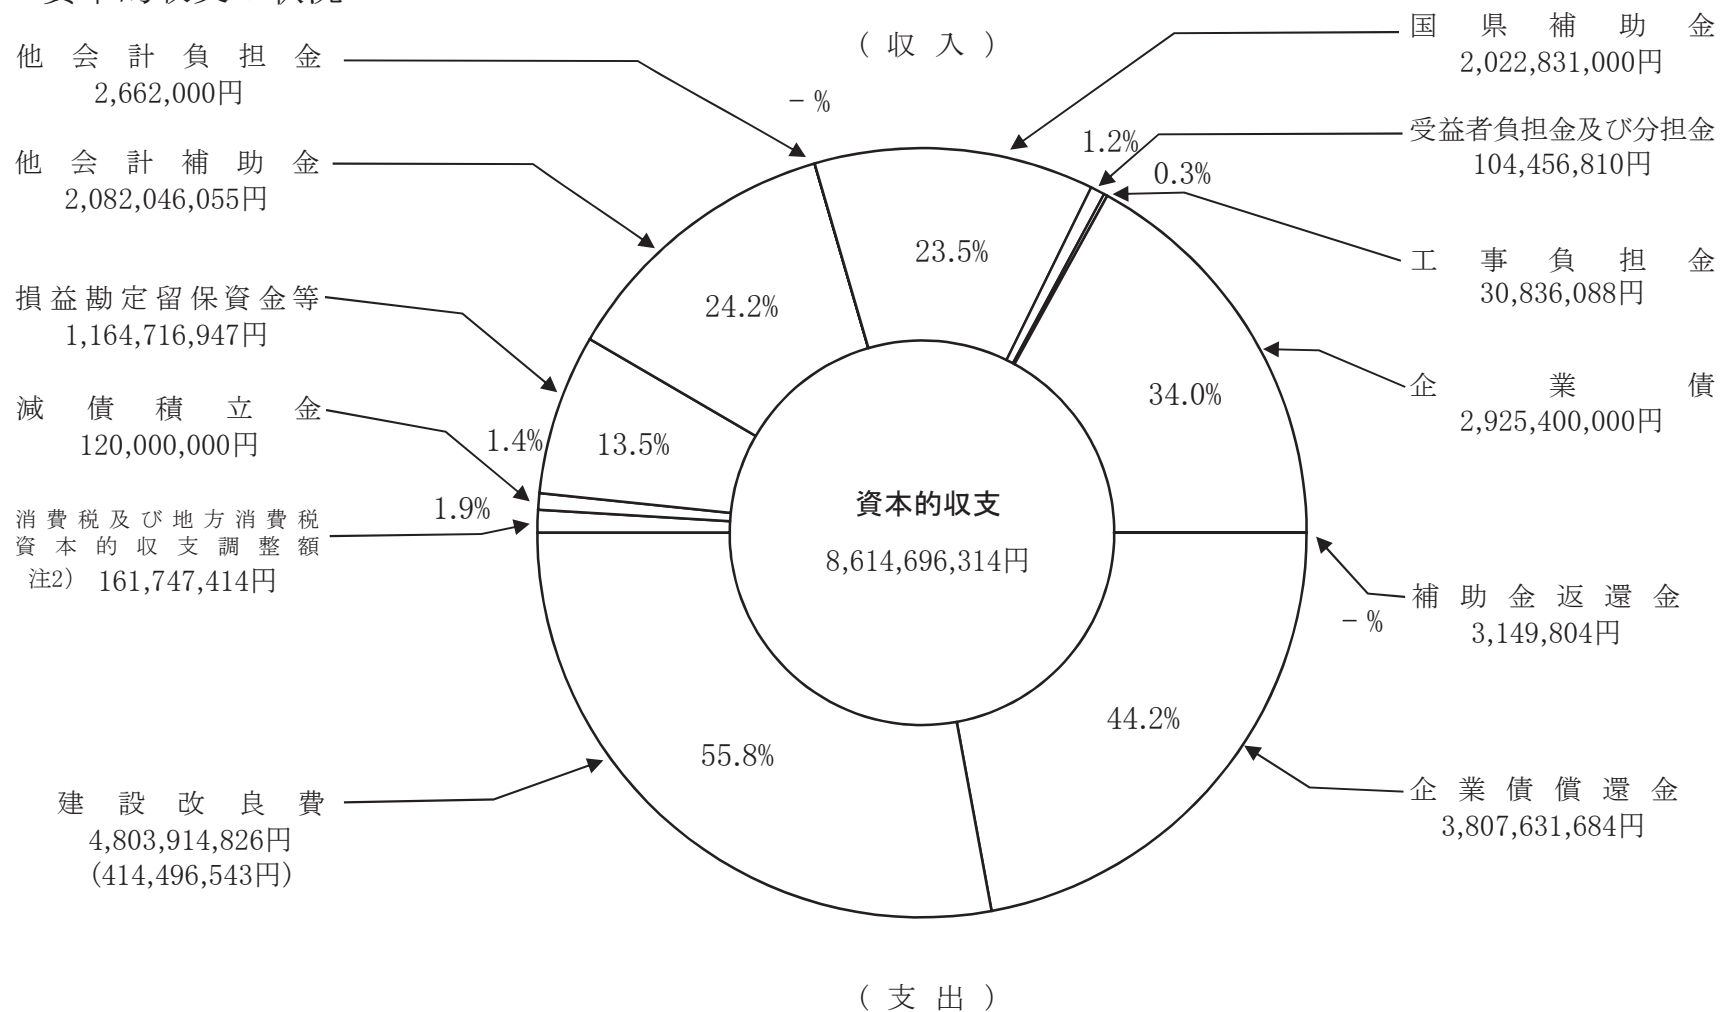 （収入）
他会計負担金
2,662,000円
－%
他会計補助金
2,082,046,055円
24.2%
損益勘定留保資金等
1,164,716,947円
13.5%
減債積立金
120,000,000円
1.4%
消費税及び地方消費税
資本的収支調整額
注2） 161,747,414円
1.9%
国県補助金
2,022,831,000円
23.5%
受益者負担金及び分担金
104,456,810円
1.2%
工事負担金
30,836,088円
0.3%
企業債
2,925,400,000円
34.0%
資本的収支
8,614,696,314円
補助金返還金
3,149,804円
－%
企業債償還金
3,807,631,684円
44.2%
建設改良費
4,803,914,826円
（414,496,543円）
55.8%
（支出）